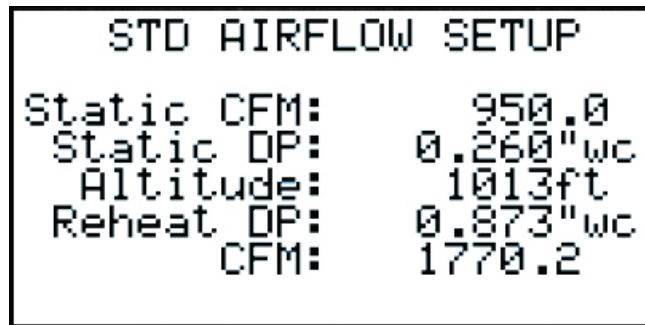 STD AIRFLOW SETUP
Static CFM: 950.0
Static DP: 0.260"wc
Altitude: 1013ft
Reheat DP: 0.873"wc
CFM: 1770.2